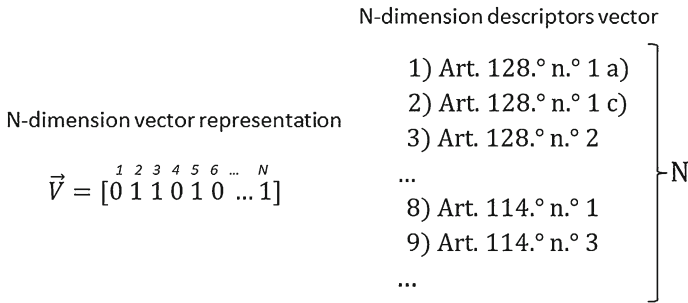 N-dimension descriptors vector
1) Art. 128.° n.° 1 a)
2) Art. 128.° n.° 1 c)
3) Art. 128.° n.° 2
...
8) Art. 114.° n.° 1
9) Art. 114.° n.° 3
...
N
N-dimension vector representation
1 2 3 4 5 6 ... N
V⃗ = [0 1 1 0 1 0 ... 1]